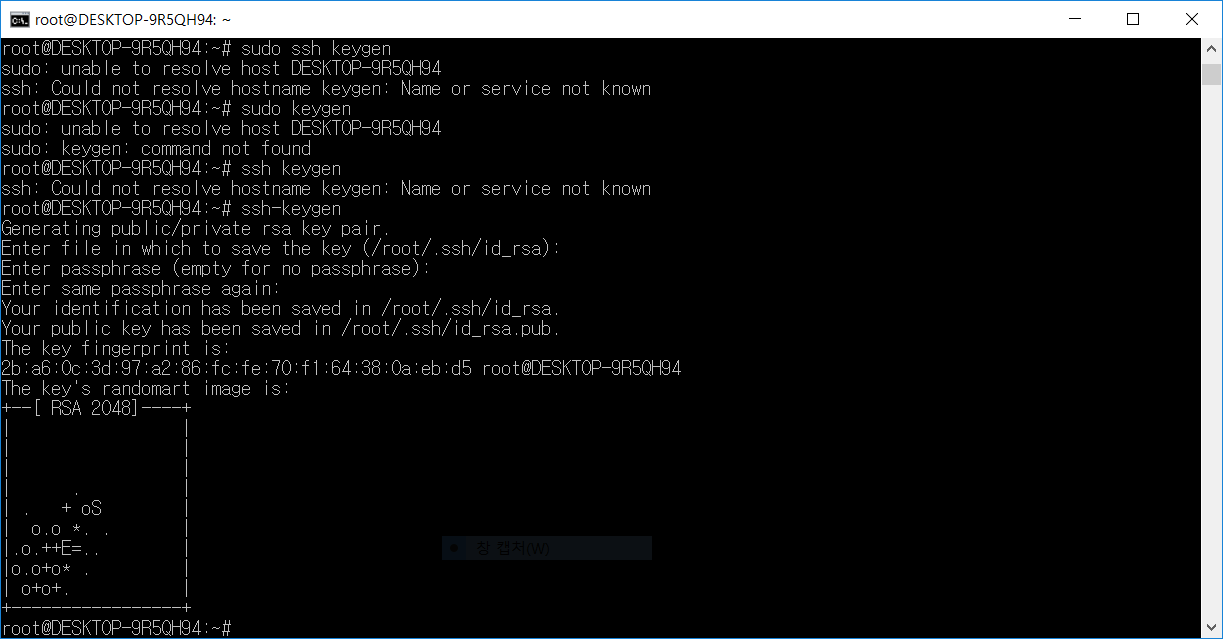 root@DESKTOP-9R5QH94: ~
root@DESKTOP-9R5QH94:~# sudo ssh keygen
sudo: unable to resolve host DESKTOP-9R5QH94
ssh: Could not resolve hostname keygen: Name or service not known
root@DESKTOP-9R5QH94:~# sudo keygen
sudo: unable to resolve host DESKTOP-9R5QH94
sudo: keygen: command not found
root@DESKTOP-9R5QH94:~# ssh keygen
ssh: Could not resolve hostname keygen: Name or service not known
root@DESKTOP-9R5QH94:~# ssh-keygen
Generating public/private rsa key pair.
Enter file in which to save the key (/root/.ssh/id_rsa):
Enter passphrase (empty for no passphrase):
Enter same passphrase again:
Your identification has been saved in /root/.ssh/id_rsa.
Your public key has been saved in /root/.ssh/id_rsa.pub.
The key fingerprint is:
2b:a6:0c:3d:97:a2:86:fc:fe:70:f1:64:38:0a:eb:d5 root@DESKTOP-9R5QH94
The key's randomart image is:
+--[ RSA 2048]----+
|                 |
|                 |
|                 |
|      .          |
| .   + oS        |
|  o.o *. .       |
|.o.++E=..        |
|o.o+o* .         |
| o+o+.           |
+-----------------+
창 캡처(W)
root@DESKTOP-9R5QH94:~#